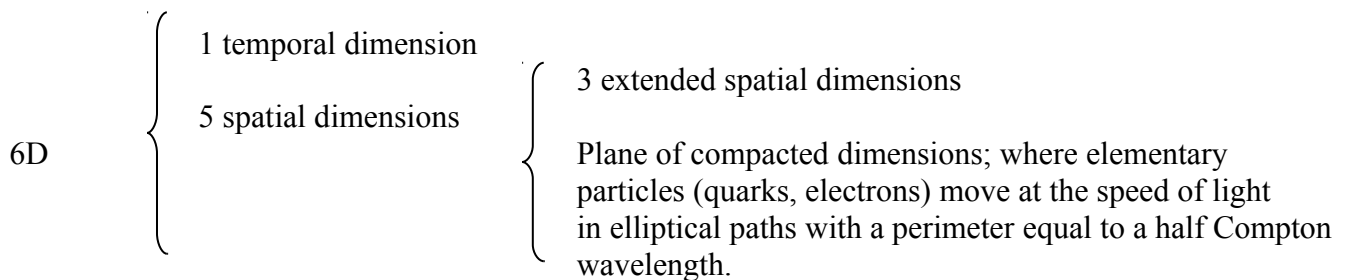 1 temporal dimension
3 extended spatial dimensions
5 spatial dimensions
6D
Plane of compacted dimensions; where elementary
particles (quarks, electrons) move at the speed of light
in elliptical paths with a perimeter equal to a half Compton
wavelength.